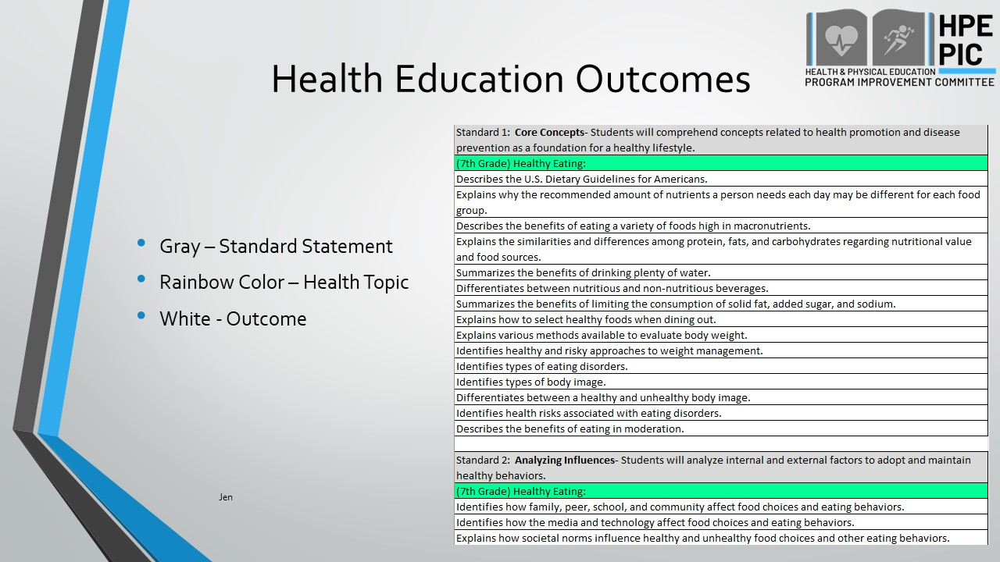 HPE
PIC
HEALTH & PHYSICAL EDUCATION
PROGRAM IMPROVEMENT COMMITTEE
Health Education Outcomes
Gray – Standard Statement
Rainbow Color – Health Topic
White - Outcome
Jen
Standard 1: Core Concepts- Students will comprehend concepts related to health promotion and disease
prevention as a foundation for a healthy lifestyle.
(7th Grade) Healthy Eating:
Describes the U.S. Dietary Guidelines for Americans.
Explains why the recommended amount of nutrients a person needs each day may be different for each food
group.
Describes the benefits of eating a variety of foods high in macronutrients.
Explains the similarities and differences among protein, fats, and carbohydrates regarding nutritional value
and food sources.
Summarizes the benefits of drinking plenty of water.
Differentiates between nutritious and non-nutritious beverages.
Summarizes the benefits of limiting the consumption of solid fat, added sugar, and sodium.
Explains how to select healthy foods when dining out.
Explains various methods available to evaluate body weight.
Identifies healthy and risky approaches to weight management.
Identifies types of eating disorders.
Identifies types of body image.
Differentiates between a healthy and unhealthy body image.
Identifies health risks associated with eating disorders.
Describes the benefits of eating in moderation.
Standard 2: Analyzing Influences- Students will analyze internal and external factors to adopt and maintain
healthy behaviors.
(7th Grade) Healthy Eating:
Identifies how family, peer, school, and community affect food choices and eating behaviors.
Identifies how the media and technology affect food choices and eating behaviors.
Explains how societal norms influence healthy and unhealthy food choices and other eating behaviors.